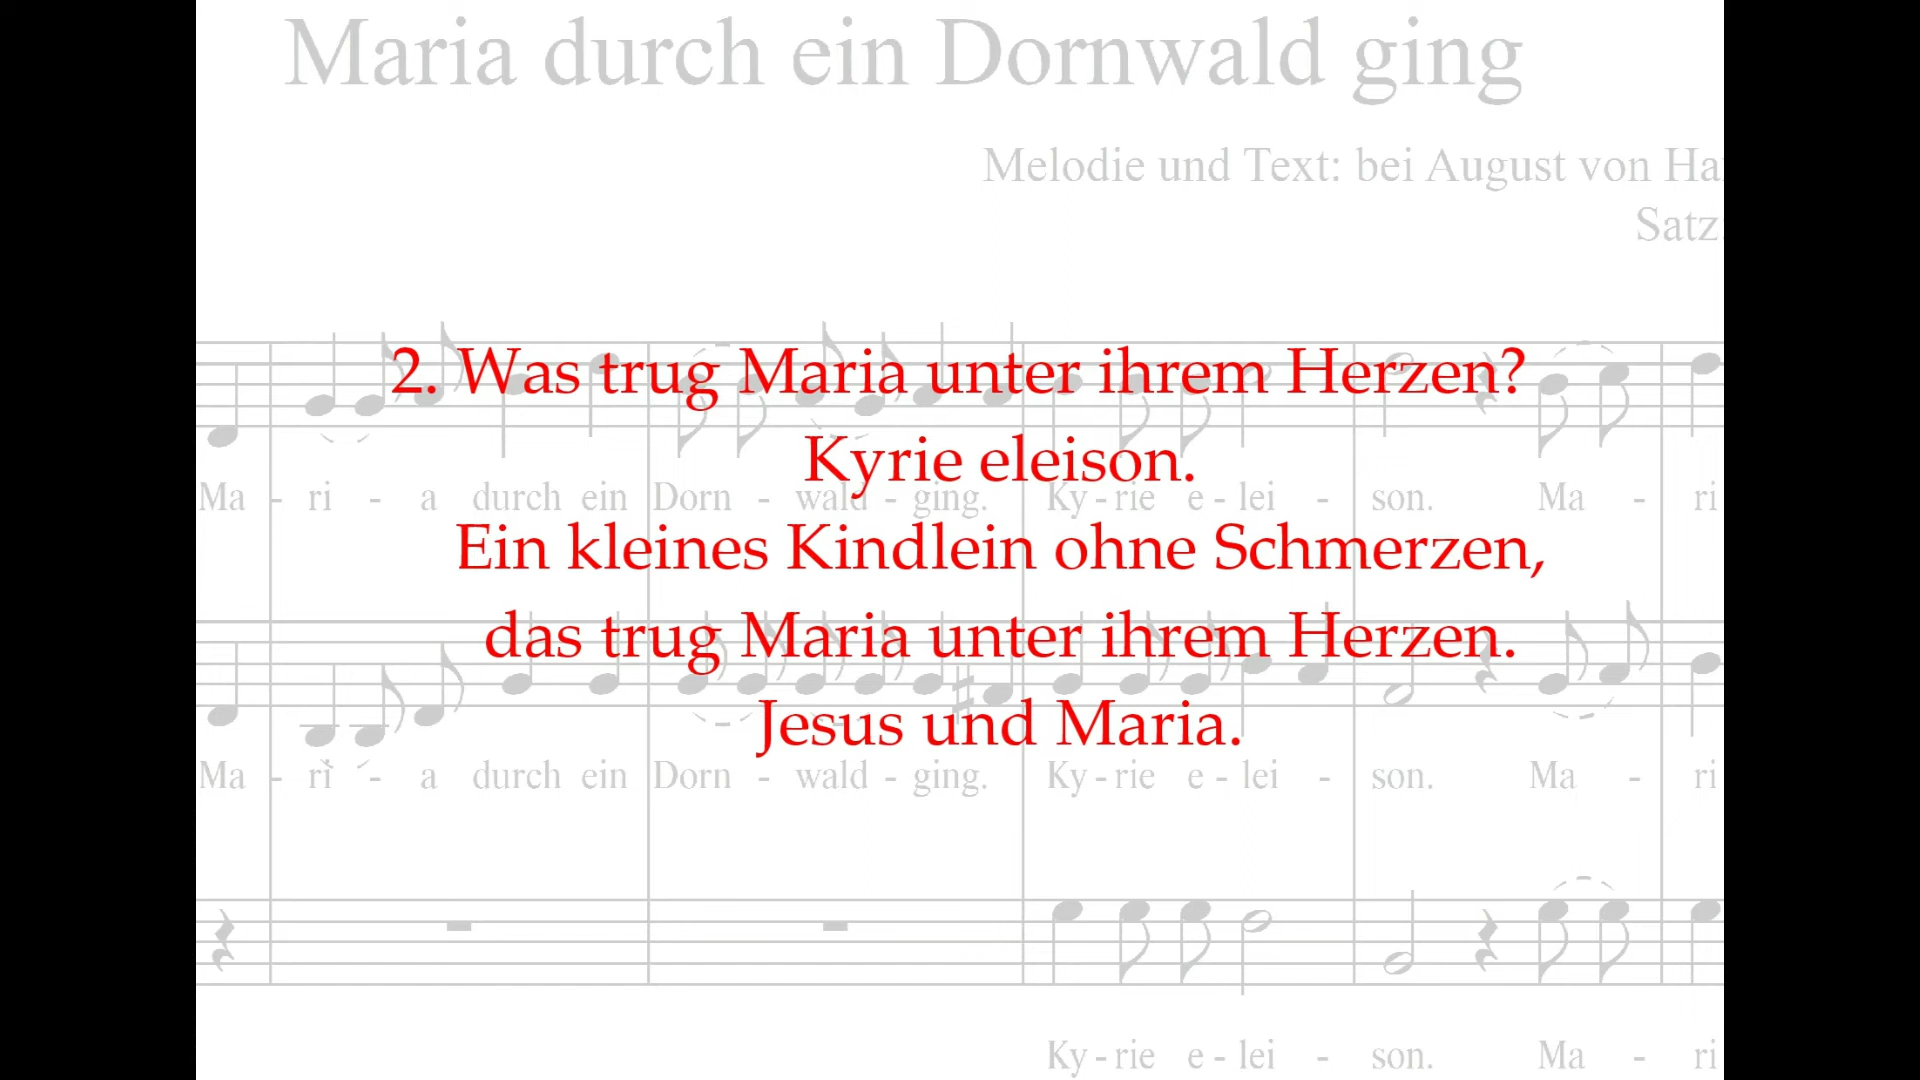 Maria durch ein Dornwald ging
Melodie und Text: bei August von
Satz:
2. Was trug Maria unter ihrem Herzen?
Kyrie eleison.
Ma - ri - a durch ein Dorn - wald - ging. Ky - rie e - lei - son. Ma - ri
Ein kleines Kindlein ohne Schmerzen,
das trug Maria unter ihrem Herzen.
Jesus und Maria.
Ma - ri - a durch ein Dorn - wald - ging. Ky - rie e - lei - son. Ma - ri
Ky - rie e - lei - son. Ma - ri